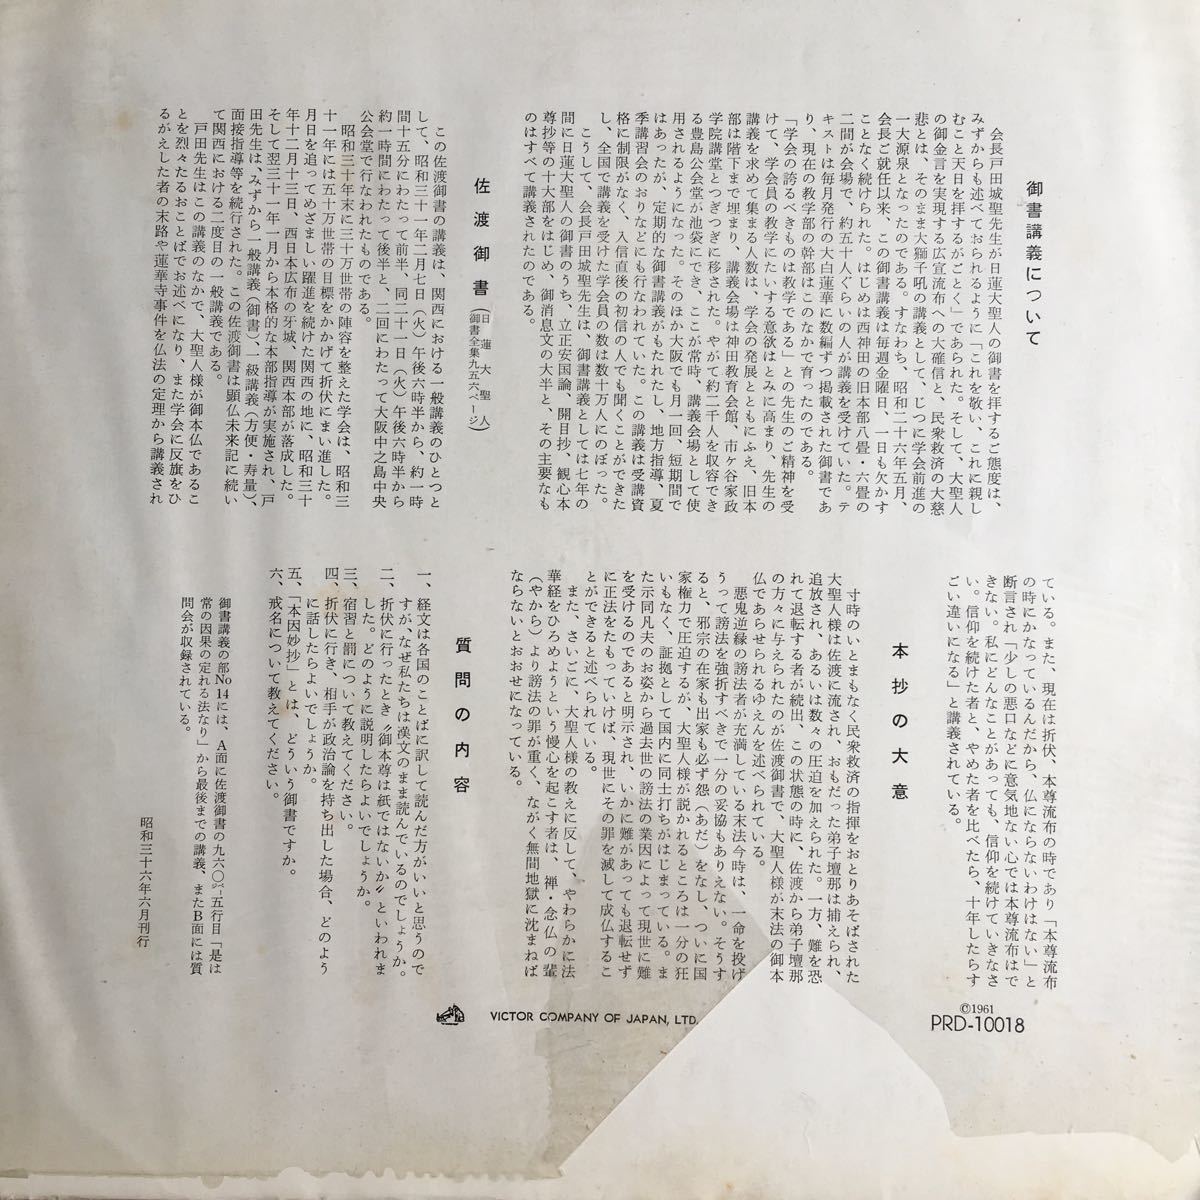 御書講義について
会長戸田城聖先生が日蓮大聖人の御書を拝するご態度は、
みずからも述べておられるように「これを敬い、これに親し
むこと天日を拝するがごとく」であられた。そして、大聖人
の御金言を実現する広宣流布への大確信と、民衆救済の大慈
悲とは、そのまま大獅子吼の講義として、じつに学会前進の
一大源泉となったのである。すなわち、昭和二十六年五月、
会長ご就任以来、この御書講義は毎週金曜日、一日も欠かす
ことなく続けられた。はじめは西神田の旧本部八畳・六畳の
二間が会場で、約五十人ぐらいの人が講義を受けていた。テ
キストは毎月発行の大白蓮華に数編ずつ掲載された御書であ
り、現在の教学部の幹部はこのなかで育ったのである。
「学会の誇るべきものは教学である」との先生のご精神を受
けて、学会員の教学にたいする意欲はとみに高まり、先生の
講義を求めて集まる人数は、学会の発展とともにふえ、旧本
部は階下まで埋まり、講義会場は神田教育会館、市ヶ谷家政
学院講堂とつぎつぎに移された。やがて約二千人を収容でき
る豊島公会堂が池袋にでき、ここが常時、講義会場として使
用されるようになった。そのほか大阪でも月一回、短期間で
はあったが、定期的な御書講義がもたれたし、地方指導、夏
季講習会のおりなどにも行なわれていた。この講義は受講資
格に制限がなく、入信直後の初信の人でも聞くことができた
し、全国で講義を受けた学会員の数は数十万人にのぼった。
こうして、会長戸田城聖先生は、御書講義としては七年の
間に日蓮大聖人の御書のうち、立正安国論、開目抄、観心本
尊抄等の十大部をはじめ、御消息文の大半と、その主要なも
のはすべて講義されたのである。
佐渡御書(日蓮大聖人 御書全集九五六ページ)
この佐渡御書の講義は、関西における一般講義のひとつと
して、昭和三十一年二月七日(火)午後六時半から、約一時
間十五分にわたって前半、同二十一日(火)午後六時半から
約一時間にわたって後半と、二回にわたって大阪中之島中央
公会堂で行なわれたものである。
昭和三十年末に三十万世帯の陣容を整えた学会は、昭和三
十一年には五十万世帯の目標をかかげて折伏にまい進した。
月日を追ってめざましい躍進を続けた関西の地に、昭和三十
年十二月十三日、西日本広布の牙城、関西本部が落成した。
そして翌三十一年一月から本格的な本部指導が実施され、戸
田先生は、みずから一般講義(御書)、一級講義(方便・寿量)、
面接指導等を続行された。この佐渡御書は顕仏未来記に続い
て関西における二度目の一般講義である。
戸田先生はこの講義のなかで、大聖人様が御本仏であるこ
とを烈々たるおことばでお述べになり、また学会に反旗をひ
るがえした者の末路や蓮華寺事件を仏法の定理から講義され
ている。また、現在は折伏、本尊流布の時であり「本尊流布
の時にかなっているんだから、仏にならないわけはない」と
断言され「少しの悪口などに意気地ない心では本尊流布はで
きない。私にどんなことがあっても、信仰を続けていきなさ
い。信仰を続けた者と、やめた者を比べたら、十年したらす
ごい違いになる」と講義されている。
本抄の大意
寸時のいとまもなく民衆救済の指揮をおとりあそばされた
大聖人様は佐渡に流され、おもだった弟子壇那は捕えられ、
追放され、あるいは数々の圧迫を加えられた。一方、難を恐
れて退転する者が続出、この状態の時に、佐渡から弟子壇那
の方々に与えられたのが佐渡御書で、大聖人様が末法の御本
仏であらせられるゆえんを述べられている。
悪鬼逆縁の謗法者が充満している末法今時は、一命を投げ
うって謗法を強折すべきで一分の妥協もありえない。そうす
ると、邪宗の在家も出家も必ず怨(あだ)をなし、ついに国
家権力で圧迫するが、大聖人様が説かれるところは一分の狂
いもなく、証拠として国内に同士打ちがはじまっている。ま
た示同凡夫のお姿から過去世の謗法の業因によって現世に難
を受けるのであると明示され、いかに難があっても退転せず
に正法をたもっていけば、現世にその罪を滅して成仏するこ
とができると述べられている。
また、さいごに、大聖人様の教えに反して、やわらかに法
華経をひろめようという慢心を起こす者は、禅・念仏の輩
(やから)より謗法の罪が重く、ながく無間地獄に沈まねば
ならないとおおせになっている。
質問の内容
一、経文は各国のことばに訳して読んだ方がいいと思うので
すが、なぜ私たちは漢文のまま読んでいるのでしょうか。
二、折伏に行ったとき〝御本尊は紙ではないか〟といわれま
した。どのように説明したらよいでしょうか。
三、宿習と罰について教えてください。
四、折伏に行き、相手が政治論を持ち出した場合、どのよう
に話したらよいでしょうか。
五、「本因妙抄」とは、どういう御書ですか。
六、戒名について教えてください。
御書講義の部No14には、A面に佐渡御書の九六〇㌻五行目「是は
常の因果の定れる法なり」から最後までの講義、またB面には質
問会が収録されている。
昭和三十六年六月刊行
VICTOR COMPANY OF JAPAN, LTD.
©1961
PRD-10018